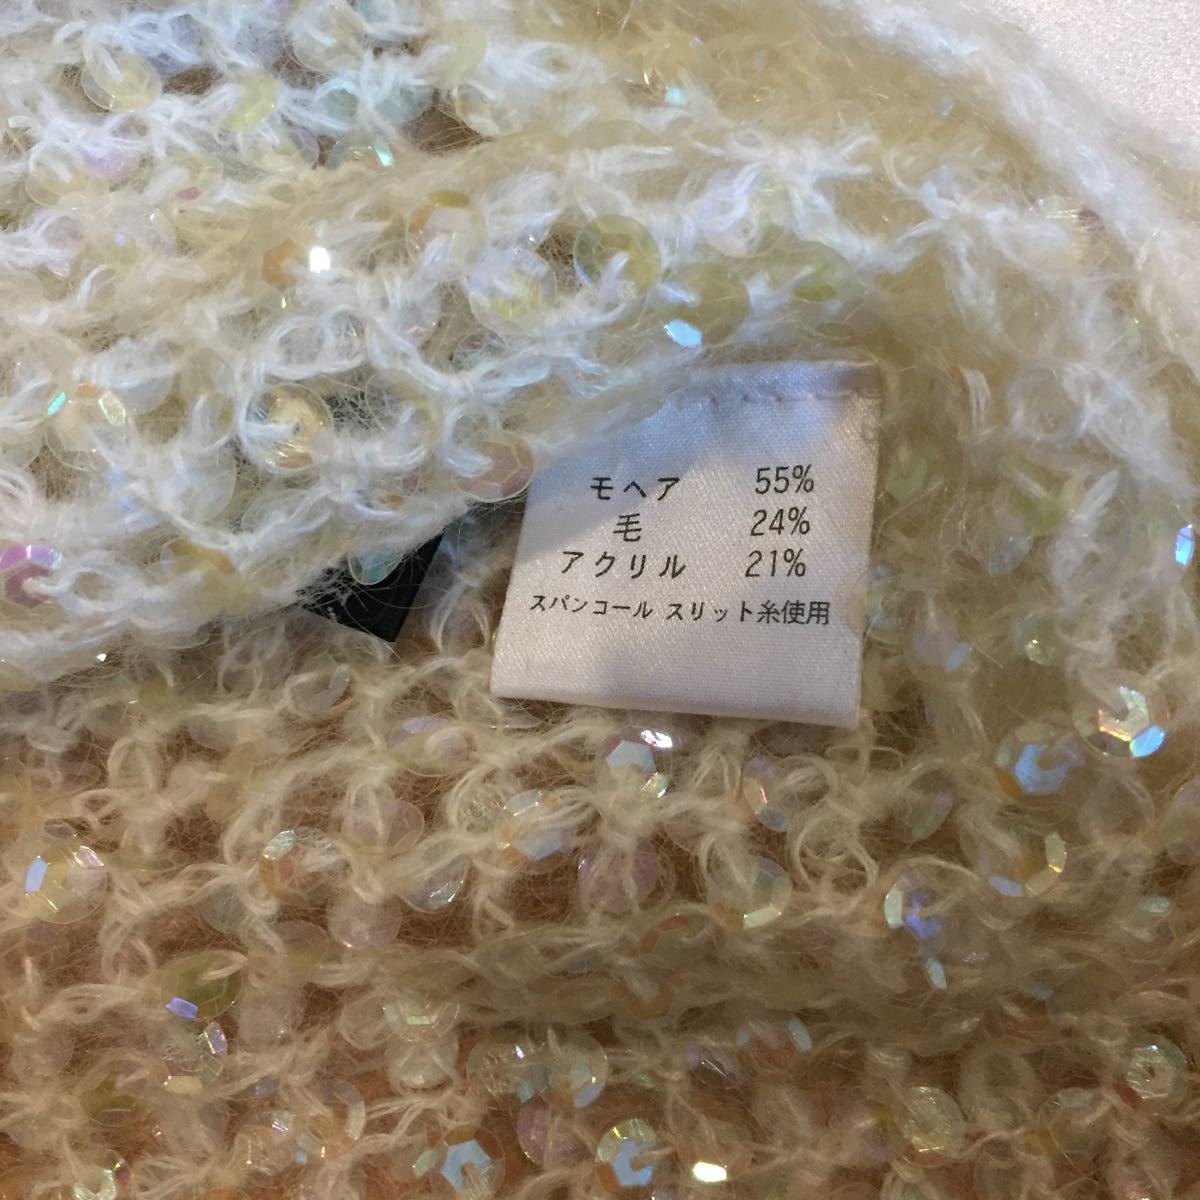 モヘア 55%
毛 24%
アクリル 21%
スパンコール スリット糸使用